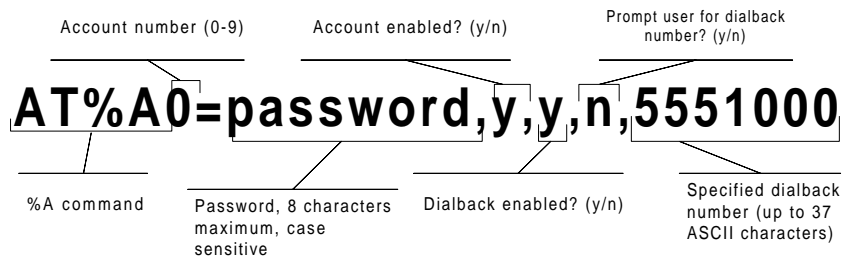 Account number (0-9)
Account enabled? (y/n)
Prompt user for dialback
number? (y/n)
AT%A0=password,y,y,n,5551000
%A command
Password, 8 characters
maximum, case
sensitive
Dialback enabled? (y/n)
Specified dialback
number (up to 37
ASCII characters)